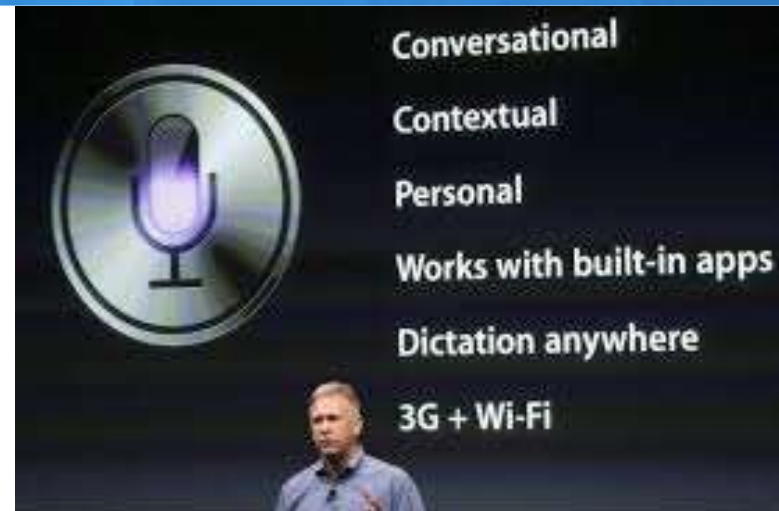 Conversational
Contextual
Personal
Works with built-in apps
Dictation anywhere
3G + Wi-Fi